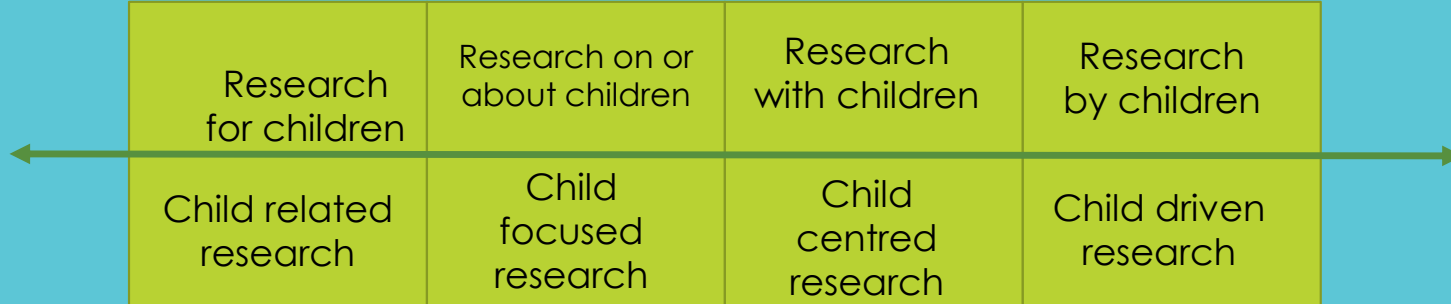 Research
for children
Research on or
about children
Research
with children
Research
by children
Child related
research
Child
focused
research
Child
centred
research
Child driven
research